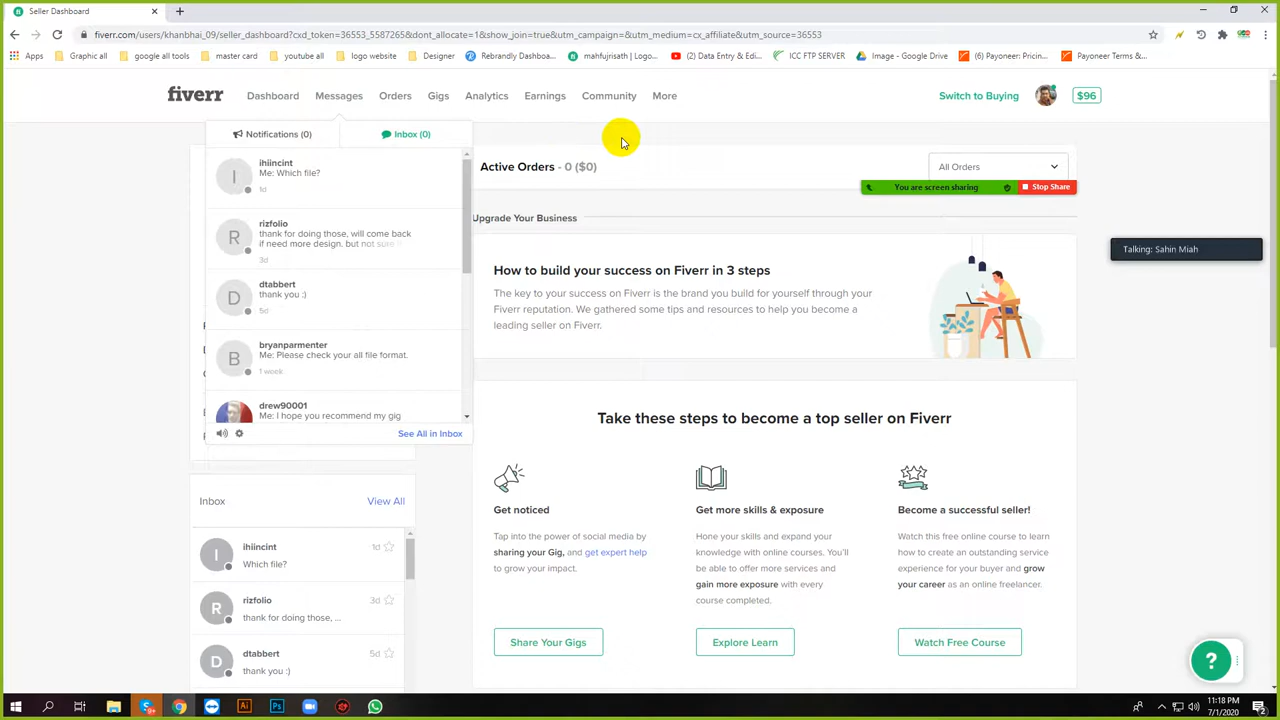 Seller Dashboard
fiverr.com/users/khanbhai_09/seller_dashboard?cxd_token=36553_5587265&dont_allocate=1&show_join=true&utm_campaign=&utm_medium=cx_affiliate&utm_source=36553
Apps Graphic all google all tools master card youtube all logo website Designer Rebrandly Dashbo... mahfujrisath | Logo... (2) Data Entry & Edi... ICC FTP SERVER Image - Google Drive (6) Payoneer: Pricin... Payoneer Terms &...
fiverr Dashboard Messages Orders Gigs Analytics Earnings Community More Switch to Buying $96
Notifications (0) Inbox (0)
I
ihiincint
Me: Which file?
1d
R
rizfolio
thank for doing those, will come back
if need more design. but not sure
3d
D
dtabbert
thank you :)
5d
B
bryanparmenter
Me: Please check your all file format.
1 week
drew90001
Me: I hope you recommend my gig
See All in Inbox
Active Orders - 0 ($0) All Orders
You are screen sharing Stop Share
Talking: Sahin Miah
Upgrade Your Business
How to build your success on Fiverr in 3 steps
The key to your success on Fiverr is the brand you build for yourself through your
Fiverr reputation. We gathered some tips and resources to help you become a
leading seller on Fiverr.
Inbox View All
I
ihiincint 1d
Which file?
R
rizfolio 3d
thank for doing those, ...
D
dtabbert 5d
thank you :)
Take these steps to become a top seller on Fiverr
Get noticed
Tap into the power of social media by
sharing your Gig, and get expert help
to grow your impact.
Share Your Gigs
Get more skills & exposure
Hone your skills and expand your
knowledge with online courses. You'll
be able to offer more services and
gain more exposure with every
course completed.
Explore Learn
Become a successful seller!
Watch this free online course to learn
how to create an outstanding service
experience for your buyer and grow
your career as an online freelancer.
Watch Free Course
?
Ai Ps
11:18 PM
7/1/2020
2